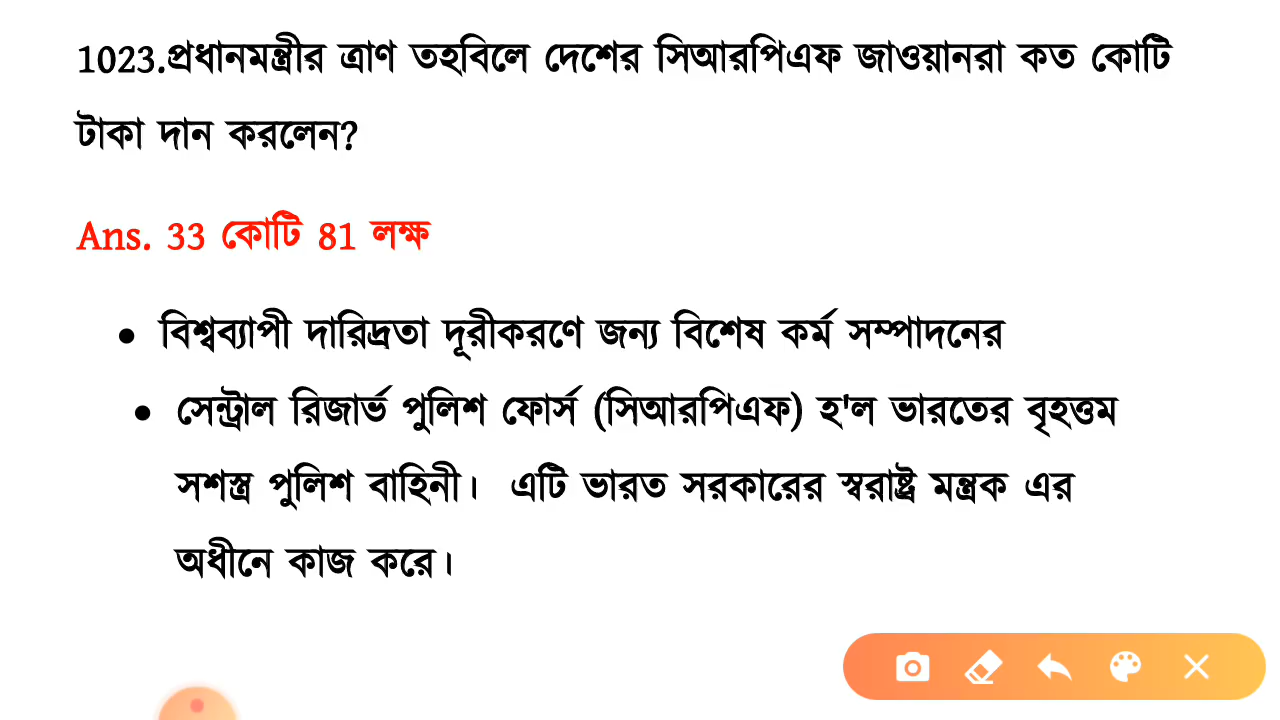 1023.প্রধানমন্ত্রীর ত্রাণ তহবিলে দেশের সিআরপিএফ জাওয়ানরা কত কোটি
টাকা দান করলেন?
Ans. 33 কোটি 81 লক্ষ
• বিশ্বব্যাপী দারিদ্রতা দূরীকরণে জন্য বিশেষ কর্ম সম্পাদনের
• সেন্ট্রাল রিজার্ভ পুলিশ ফোর্স (সিআরপিএফ) হ'ল ভারতের বৃহত্তম
সশস্ত্র পুলিশ বাহিনী। এটি ভারত সরকারের স্বরাষ্ট্র মন্ত্রক এর
অধীনে কাজ করে।